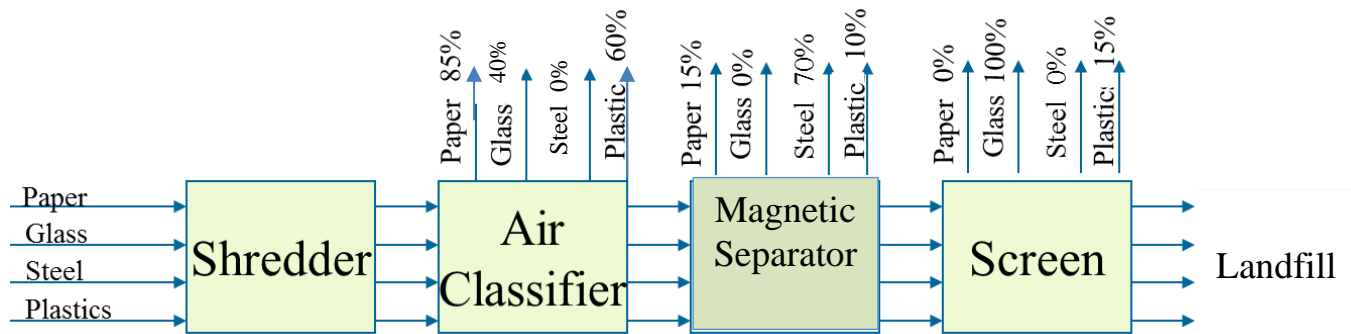 Paper 85%
Glass 40%
Steel 0%
Plastic 60%
Paper 15%
Glass 0%
Steel 70%
Plastic 10%
Paper 0%
Glass 100%
Steel 0%
Plastics 15%
Paper
Glass
Steel
Plastics
Shredder
Air
Classifier
Magnetic
Separator
Screen
Landfill